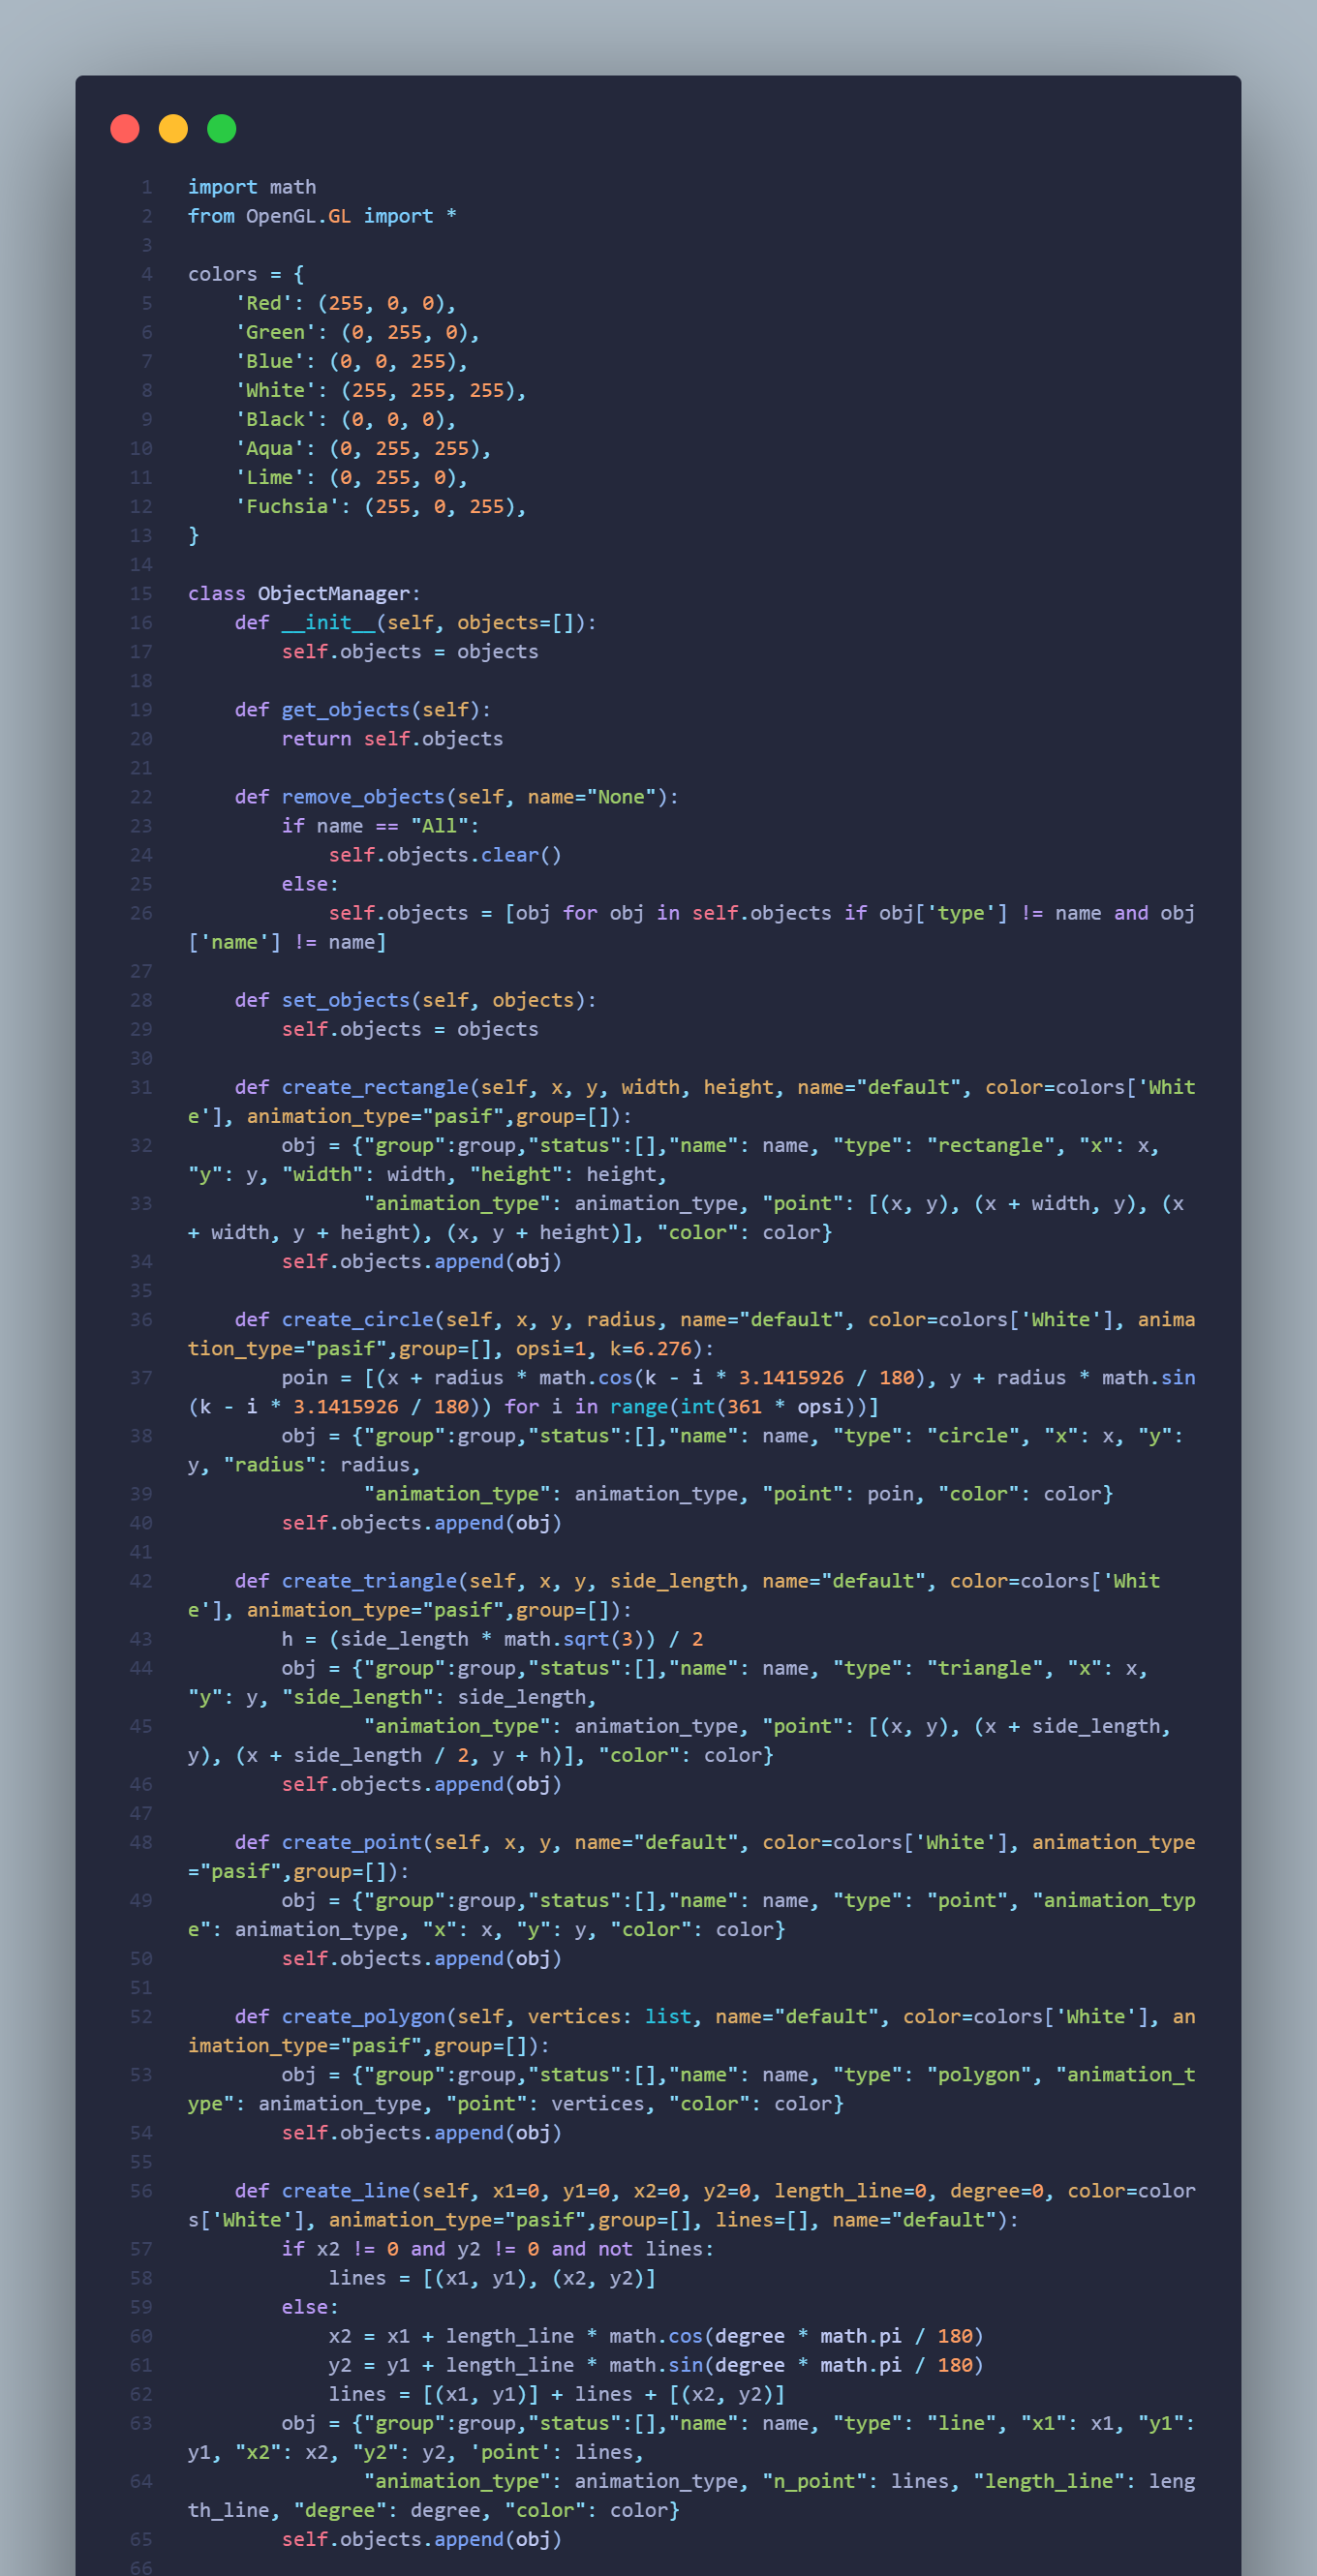 1 import math
2 from OpenGL.GL import *
3
4 colors = {
5     'Red': (255, 0, 0),
6     'Green': (0, 255, 0),
7     'Blue': (0, 0, 255),
8     'White': (255, 255, 255),
9     'Black': (0, 0, 0),
10     'Aqua': (0, 255, 255),
11     'Lime': (0, 255, 0),
12     'Fuchsia': (255, 0, 255),
13 }
14
15 class ObjectManager:
16     def __init__(self, objects=[]):
17         self.objects = objects
18
19     def get_objects(self):
20         return self.objects
21
22     def remove_objects(self, name="None"):
23         if name == "All":
24             self.objects.clear()
25         else:
26             self.objects = [obj for obj in self.objects if obj['type'] != name and obj
['name'] != name]
27
28     def set_objects(self, objects):
29         self.objects = objects
30
31     def create_rectangle(self, x, y, width, height, name="default", color=colors['Whit
e'], animation_type="pasif",group=[]):
32         obj = {"group":group,"status":[],"name": name, "type": "rectangle", "x": x,
"y": y, "width": width, "height": height,
33                "animation_type": animation_type, "point": [(x, y), (x + width, y), (x
+ width, y + height), (x, y + height)], "color": color}
34         self.objects.append(obj)
35
36     def create_circle(self, x, y, radius, name="default", color=colors['White'], anima
tion_type="pasif",group=[], opsi=1, k=6.276):
37         poin = [(x + radius * math.cos(k - i * 3.1415926 / 180), y + radius * math.sin
(k - i * 3.1415926 / 180)) for i in range(int(361 * opsi))]
38         obj = {"group":group,"status":[],"name": name, "type": "circle", "x": x, "y":
y, "radius": radius,
39                "animation_type": animation_type, "point": poin, "color": color}
40         self.objects.append(obj)
41
42     def create_triangle(self, x, y, side_length, name="default", color=colors['Whit
e'], animation_type="pasif",group=[]):
43         h = (side_length * math.sqrt(3)) / 2
44         obj = {"group":group,"status":[],"name": name, "type": "triangle", "x": x,
"y": y, "side_length": side_length,
45                "animation_type": animation_type, "point": [(x, y), (x + side_length,
y), (x + side_length / 2, y + h)], "color": color}
46         self.objects.append(obj)
47
48     def create_point(self, x, y, name="default", color=colors['White'], animation_type
="pasif",group=[]):
49         obj = {"group":group,"status":[],"name": name, "type": "point", "animation_typ
e": animation_type, "x": x, "y": y, "color": color}
50         self.objects.append(obj)
51
52     def create_polygon(self, vertices: list, name="default", color=colors['White'], an
imation_type="pasif",group=[]):
53         obj = {"group":group,"status":[],"name": name, "type": "polygon", "animation_t
ype": animation_type, "point": vertices, "color": color}
54         self.objects.append(obj)
55
56     def create_line(self, x1=0, y1=0, x2=0, y2=0, length_line=0, degree=0, color=color
s['White'], animation_type="pasif",group=[], lines=[], name="default"):
57         if x2 != 0 and y2 != 0 and not lines:
58             lines = [(x1, y1), (x2, y2)]
59         else:
60             x2 = x1 + length_line * math.cos(degree * math.pi / 180)
61             y2 = y1 + length_line * math.sin(degree * math.pi / 180)
62             lines = [(x1, y1)] + lines + [(x2, y2)]
63         obj = {"group":group,"status":[],"name": name, "type": "line", "x1": x1, "y1":
y1, "x2": x2, "y2": y2, 'point': lines,
64                "animation_type": animation_type, "n_point": lines, "length_line": leng
th_line, "degree": degree, "color": color}
65         self.objects.append(obj)
66